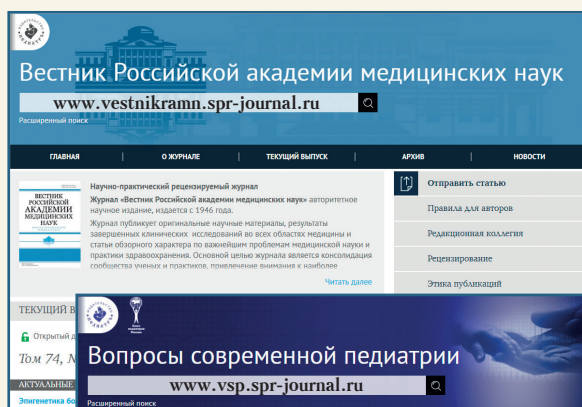 Вестник Российской академии медицинских наук
www.vestnikramn.spr-journal.ru
Расширенный поиск
ГЛАВНАЯ | О ЖУРНАЛЕ | ТЕКУЩИЙ ВЫПУСК | АРХИВ | НОВОСТИ
ВЕСТНИК
РОССИЙСКОЙ
АКАДЕМИИ
МЕДИЦИНСКИХ
НАУК
Научно-практический рецензируемый журнал
Журнал «Вестник Российской академии медицинских наук» авторитетное
научное издание, издается с 1946 года.
Журнал публикует оригинальные научные материалы, результаты
завершенных клинических исследований во всех областях медицины и
статьи обзорного характера по важнейшим проблемам медицинской науки и
практики здравоохранения. Основной целью журнала является консолидация
сообщества ученых и практиков, привлечение внимания к наиболее
Читать далее
Отправить статью
Правила для авторов
Редакционная коллегия
Рецензирование
Этика публикаций
ТЕКУЩИЙ В
Открытый д
Том 74, N
АКТУАЛЬНЫЕ
Эпигенетика бо
Вопросы современной педиатрии
www.vsp.spr-journal.ru
Расширенный поиск